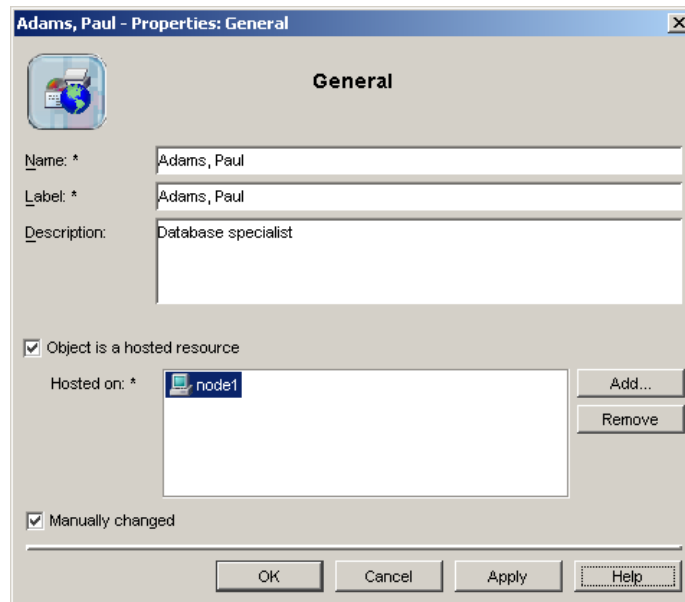 Adams, Paul - Properties: General
General
Name: * Adams, Paul
Label: * Adams, Paul
Description: Database specialist
Object is a hosted resource
Hosted on: * node1 Add...
Remove
Manually changed
OK Cancel Apply Help